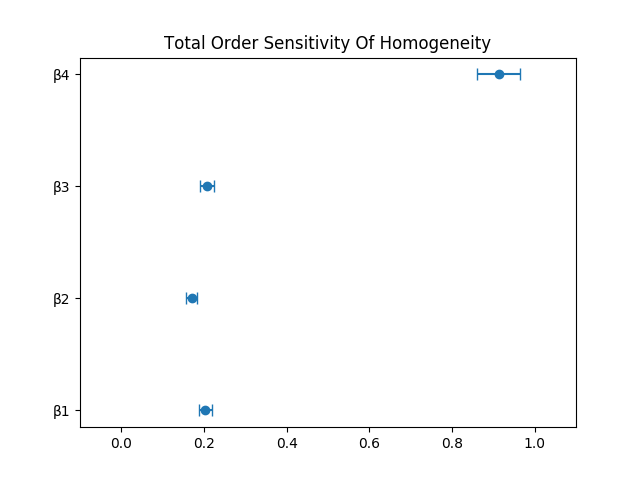 Total Order Sensitivity Of Homogeneity
β4
β3
β2
β1
0.0 0.2 0.4 0.6 0.8 1.0